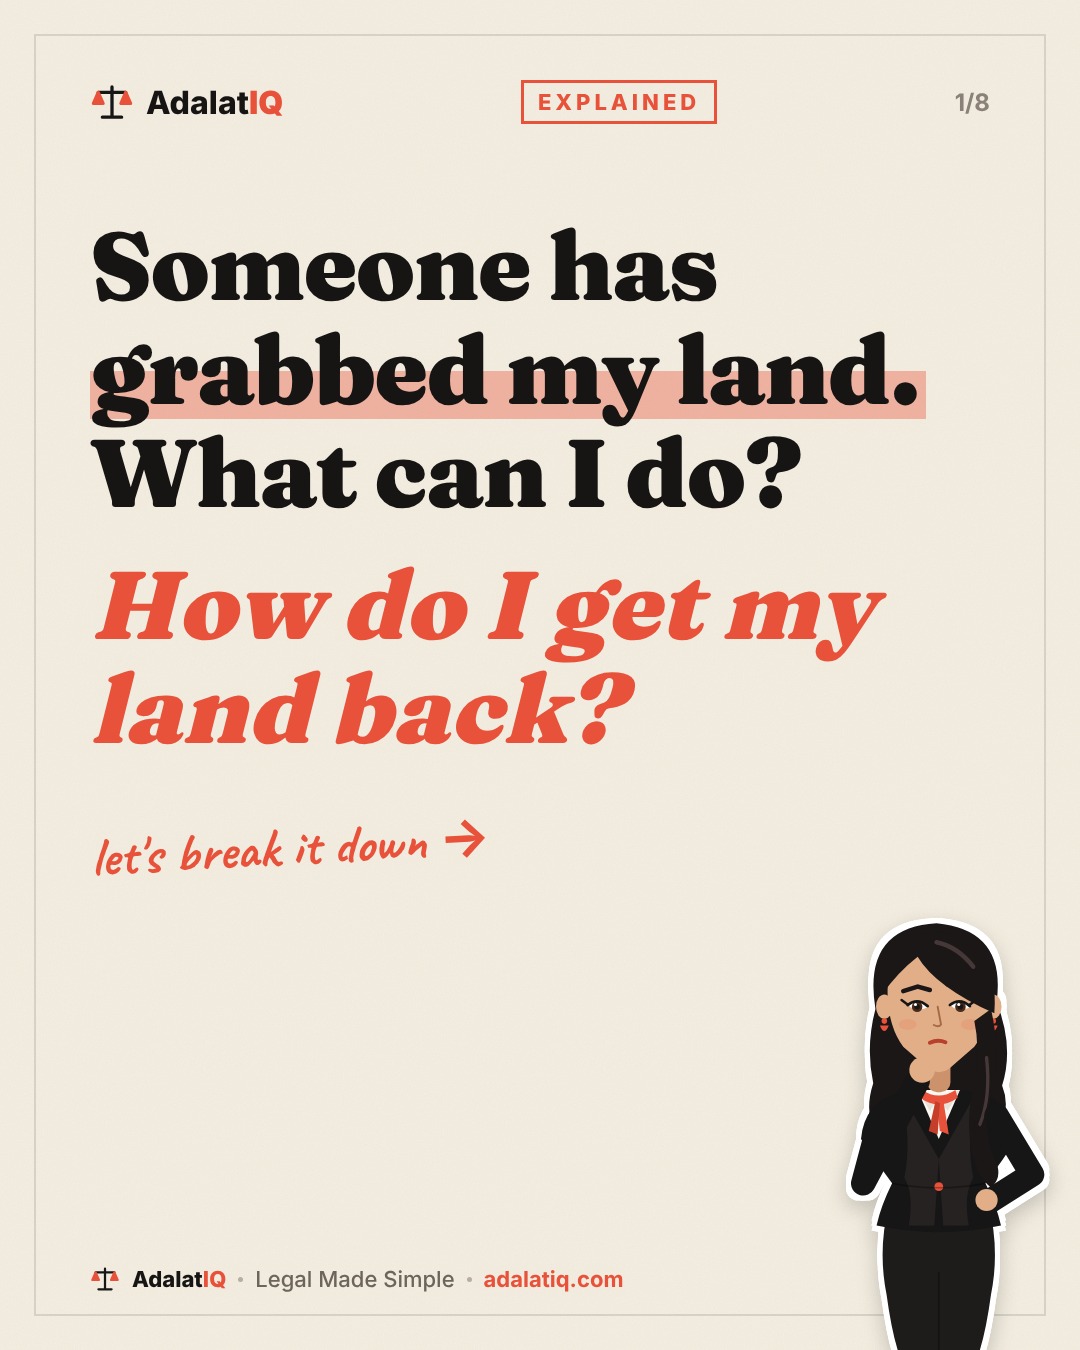 AdalatIQ
EXPLAINED
1/8
Someone has
grabbed my land.
What can I do?
How do I get my
land back?
let's break it down →
AdalatIQ • Legal Made Simple • adalatiq.com